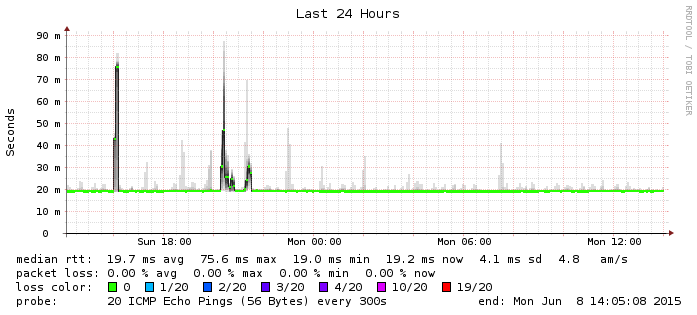 Last 24 Hours
RRDTOOL / TOBI OETIKER
Seconds
90 m
80 m
70 m
60 m
50 m
40 m
30 m
20 m
10 m
0
Sun 18:00 Mon 00:00 Mon 06:00 Mon 12:00
median rtt: 19.7 ms avg 75.6 ms max 19.0 ms min 19.2 ms now 4.1 ms sd 4.8 am/s
packet loss: 0.00 % avg 0.00 % max 0.00 % min 0.00 % now
loss color: 0 1/20 2/20 3/20 4/20 10/20 19/20
probe: 20 ICMP Echo Pings (56 Bytes) every 300s end: Mon Jun 8 14:05:08 2015